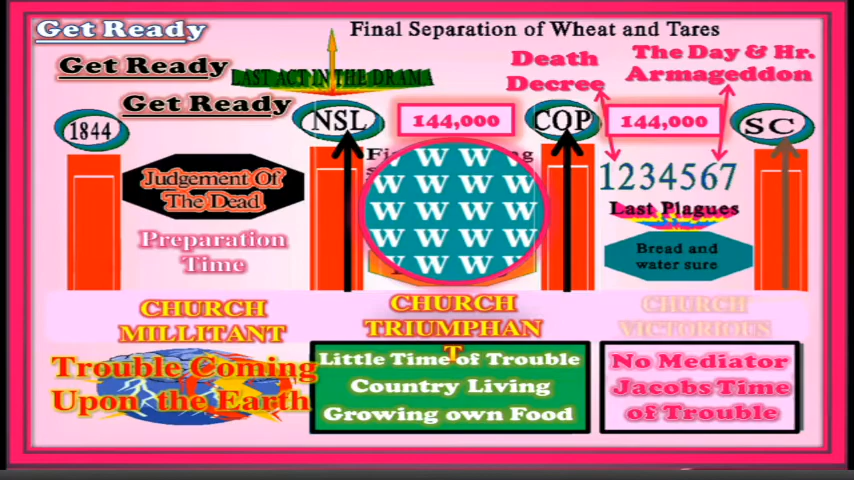 Get Ready
Final Separation of Wheat and Tares
Get Ready
LAST ACT IN THE DRAMA
Death
Decree
The Day & Hr.
Armageddon
Get Ready
1844
NSL
144,000
COP
144,000
SC
Judgement Of
The Dead
W W W
W W W W
W W W W
W W W W
W W W
1234567
Last Plagues
Preparation
Time
Bread and
water sure
CHURCH
MILLITANT
CHURCH
TRIUMPHAN
T
CHURCH
VICTORIOUS
Trouble Coming
Upon the Earth
Little Time of Trouble
Country Living
Growing own Food
No Mediator
Jacobs Time
of Trouble